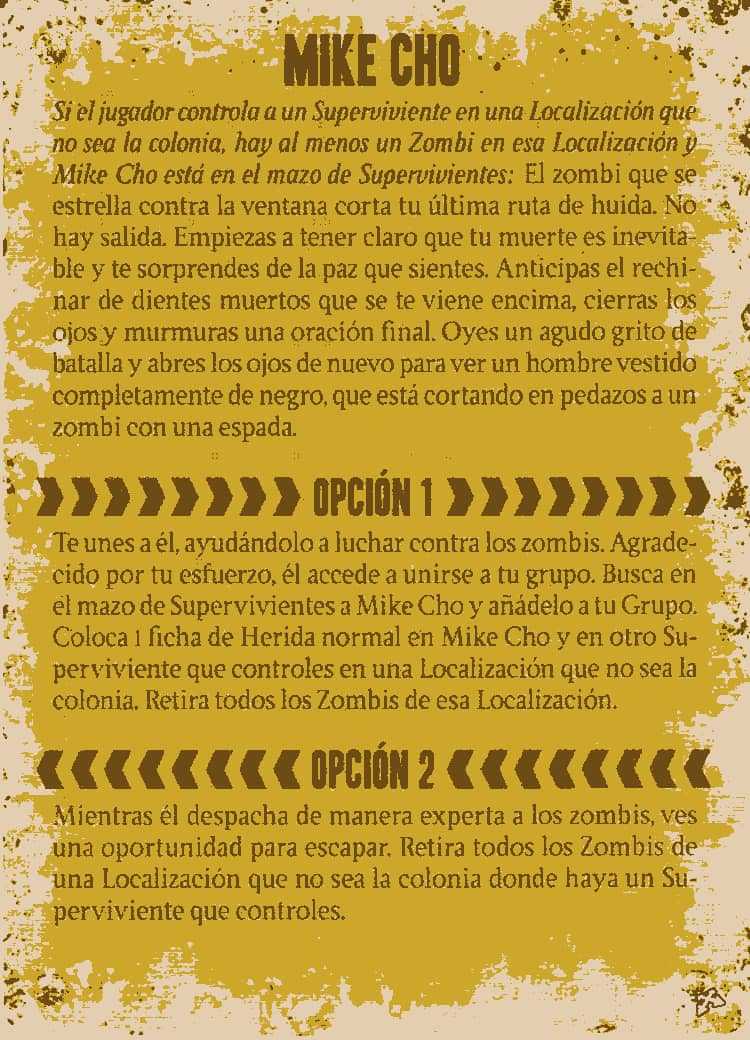 MIKE CHO
Si el jugador controla a un Superviviente en una Localización que
no sea la colonia, hay al menos un Zombi en esa Localización y
Mike Cho está en el mazo de Supervivientes: El zombi que se
estrella contra la ventana corta tu última ruta de huida. No
hay salida. Empiezas a tener claro que tu muerte es inevita-
ble y te sorprendes de la paz que sientes. Anticipas el rechi-
nar de dientes muertos que se te viene encima, cierras los
ojos y murmuras una oración final. Oyes un agudo grito de
batalla y abres los ojos de nuevo para ver un hombre vestido
completamente de negro, que está cortando en pedazos a un
zombi con una espada.
OPCIÓN 1
Te unes a él, ayudándolo a luchar contra los zombis. Agrade-
cido por tu esfuerzo, él accede a unirse a tu grupo. Busca en
el mazo de Supervivientes a Mike Cho y añádelo a tu Grupo.
Coloca 1 ficha de Herida normal en Mike Cho y en otro Su-
perviviente que controles en una Localización que no sea la
colonia. Retira todos los Zombis de esa Localización.
OPCIÓN 2
Mientras él despacha de manera experta a los zombis, ves
una oportunidad para escapar. Retira todos los Zombis de
una Localización que no sea la colonia donde haya un Su-
perviviente que controles.